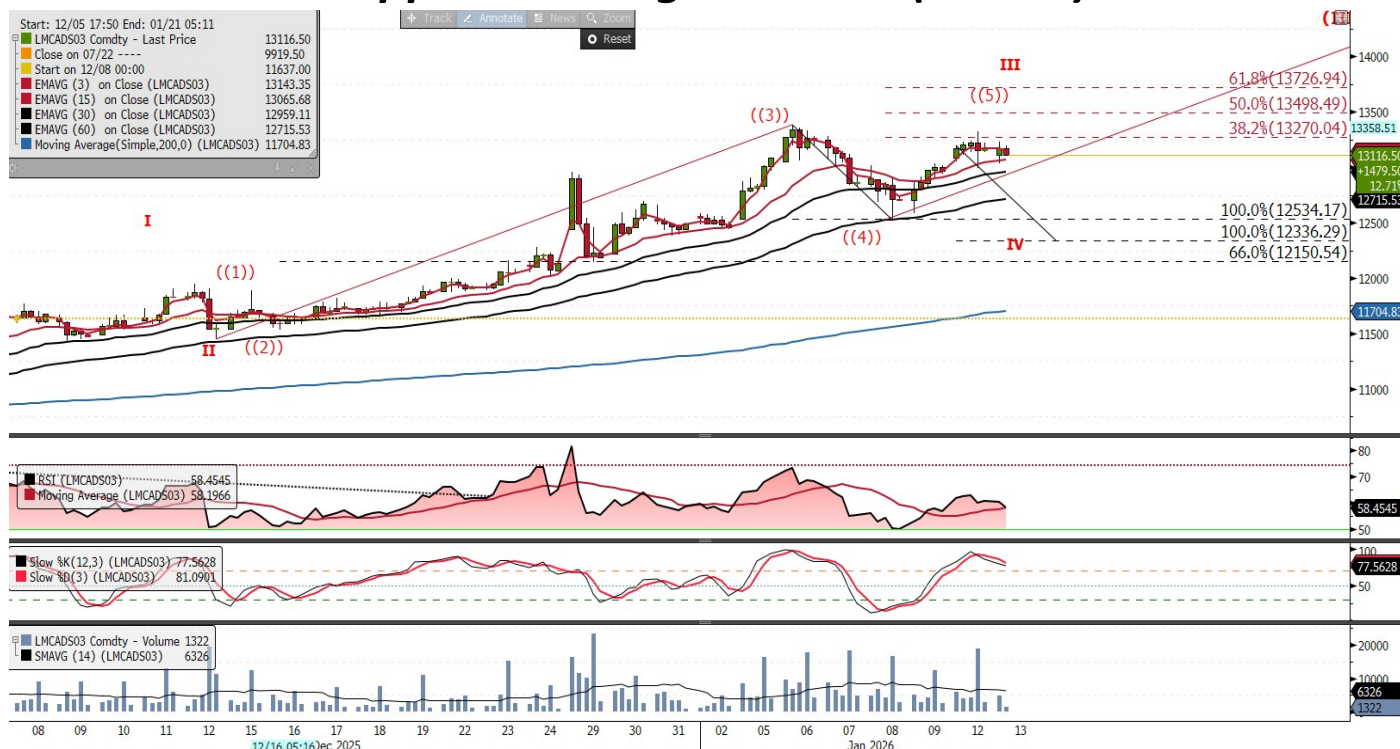 Start: 12/05 17:50 End: 01/21 05:11
LMCADS03 Comdty - Last Price 13116.50
Close on 07/22 ---- 9919.50
Start on 12/08 00:00 11637.00
EMAVG (3) on Close (LMCADS03) 13143.35
EMAVG (15) on Close (LMCADS03) 13065.68
EMAVG (30) on Close (LMCADS03) 12959.11
EMAVG (60) on Close (LMCADS03) 12715.53
Moving Average(Simple,200,0) (LMCADS03) 11704.83
Track Annotate News Zoom
Reset
14000
III
61.8%(13726.94)
((5))
50.0%(13498.49)
13500
((3))
38.2%(13270.04)
13358.51
13116.50
+1479.50
12.71%
12715.53
I
100.0%(12534.17)
12500
((4))
100.0%(12336.29)
IV
66.0%(12150.54)
((1))
12000
11704.83
II
((2))
11500
11000
RSI (LMCADS03) 58.4545
Moving Average (LMCADS03) 58.1966
80
70
58.4545
50
Slow %K(12,3) (LMCADS03) 77.5628
Slow %D(3) (LMCADS03) 81.0901
100
77.5628
50
LMCADS03 Comdty - Volume 1322
SMAVG (14) (LMCADS03) 6326
20000
6326
1322
08 09 10 11 12 15 16 17 18 19 22 23 24 29 30 31 02 05 06 07 08 09 12 13
12/16 05:16 Dec 2025 Jan 2026